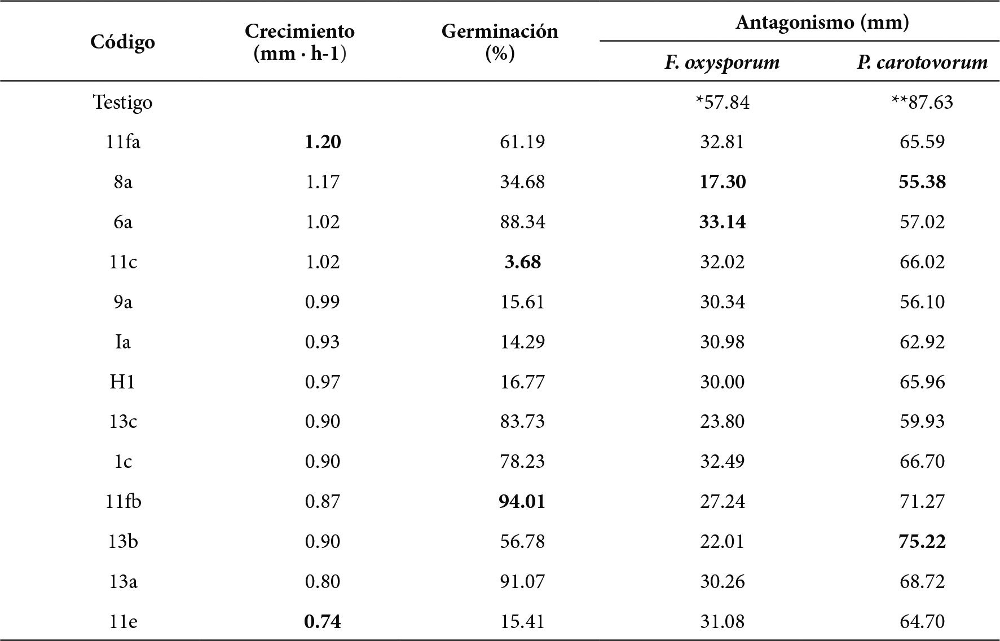 Código Crecimiento (mm · h-1) Germinación (%) Antagonismo (mm)
F. oxysporum P. carotovorum
Testigo *57.84 **87.63
11fa 1.20 61.19 32.81 65.59
8a 1.17 34.68 17.30 55.38
6a 1.02 88.34 33.14 57.02
11c 1.02 3.68 32.02 66.02
9a 0.99 15.61 30.34 56.10
Ia 0.93 14.29 30.98 62.92
H1 0.97 16.77 30.00 65.96
13c 0.90 83.73 23.80 59.93
1c 0.90 78.23 32.49 66.70
11fb 0.87 94.01 27.24 71.27
13b 0.90 56.78 22.01 75.22
13a 0.80 91.07 30.26 68.72
11e 0.74 15.41 31.08 64.70